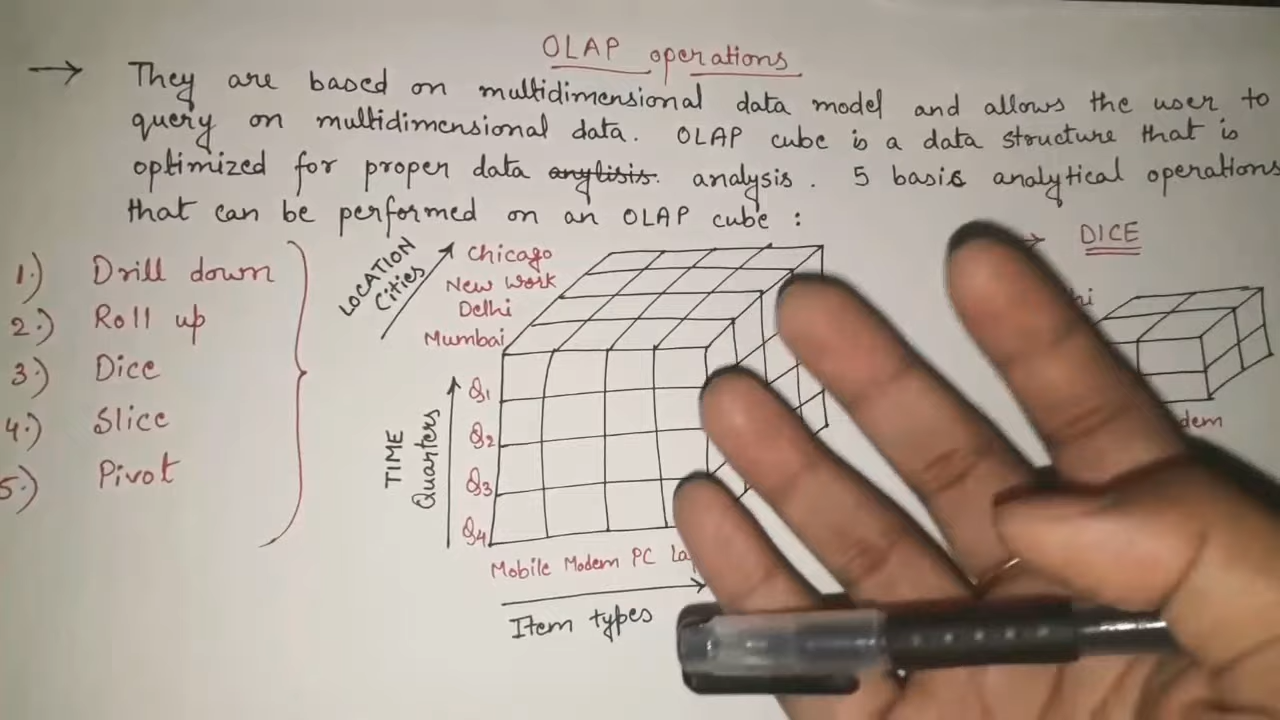 OLAP operations
→ They are based on multidimensional data model and allows the user to
query on multidimensional data. OLAP cube is a data structure that is
optimized for proper data anylisis. analysis. 5 basic analytical operations
that can be performed on an OLAP cube :
1.) Drill down
2.) Roll up
3.) Dice
4.) Slice
5.) Pivot
LOCATION
Cities
Chicago
New Work
Delhi
Mumbai
TIME
Quarters
Q1
Q2
Q3
Q4
Mobile Modem PC
Item types
DICE